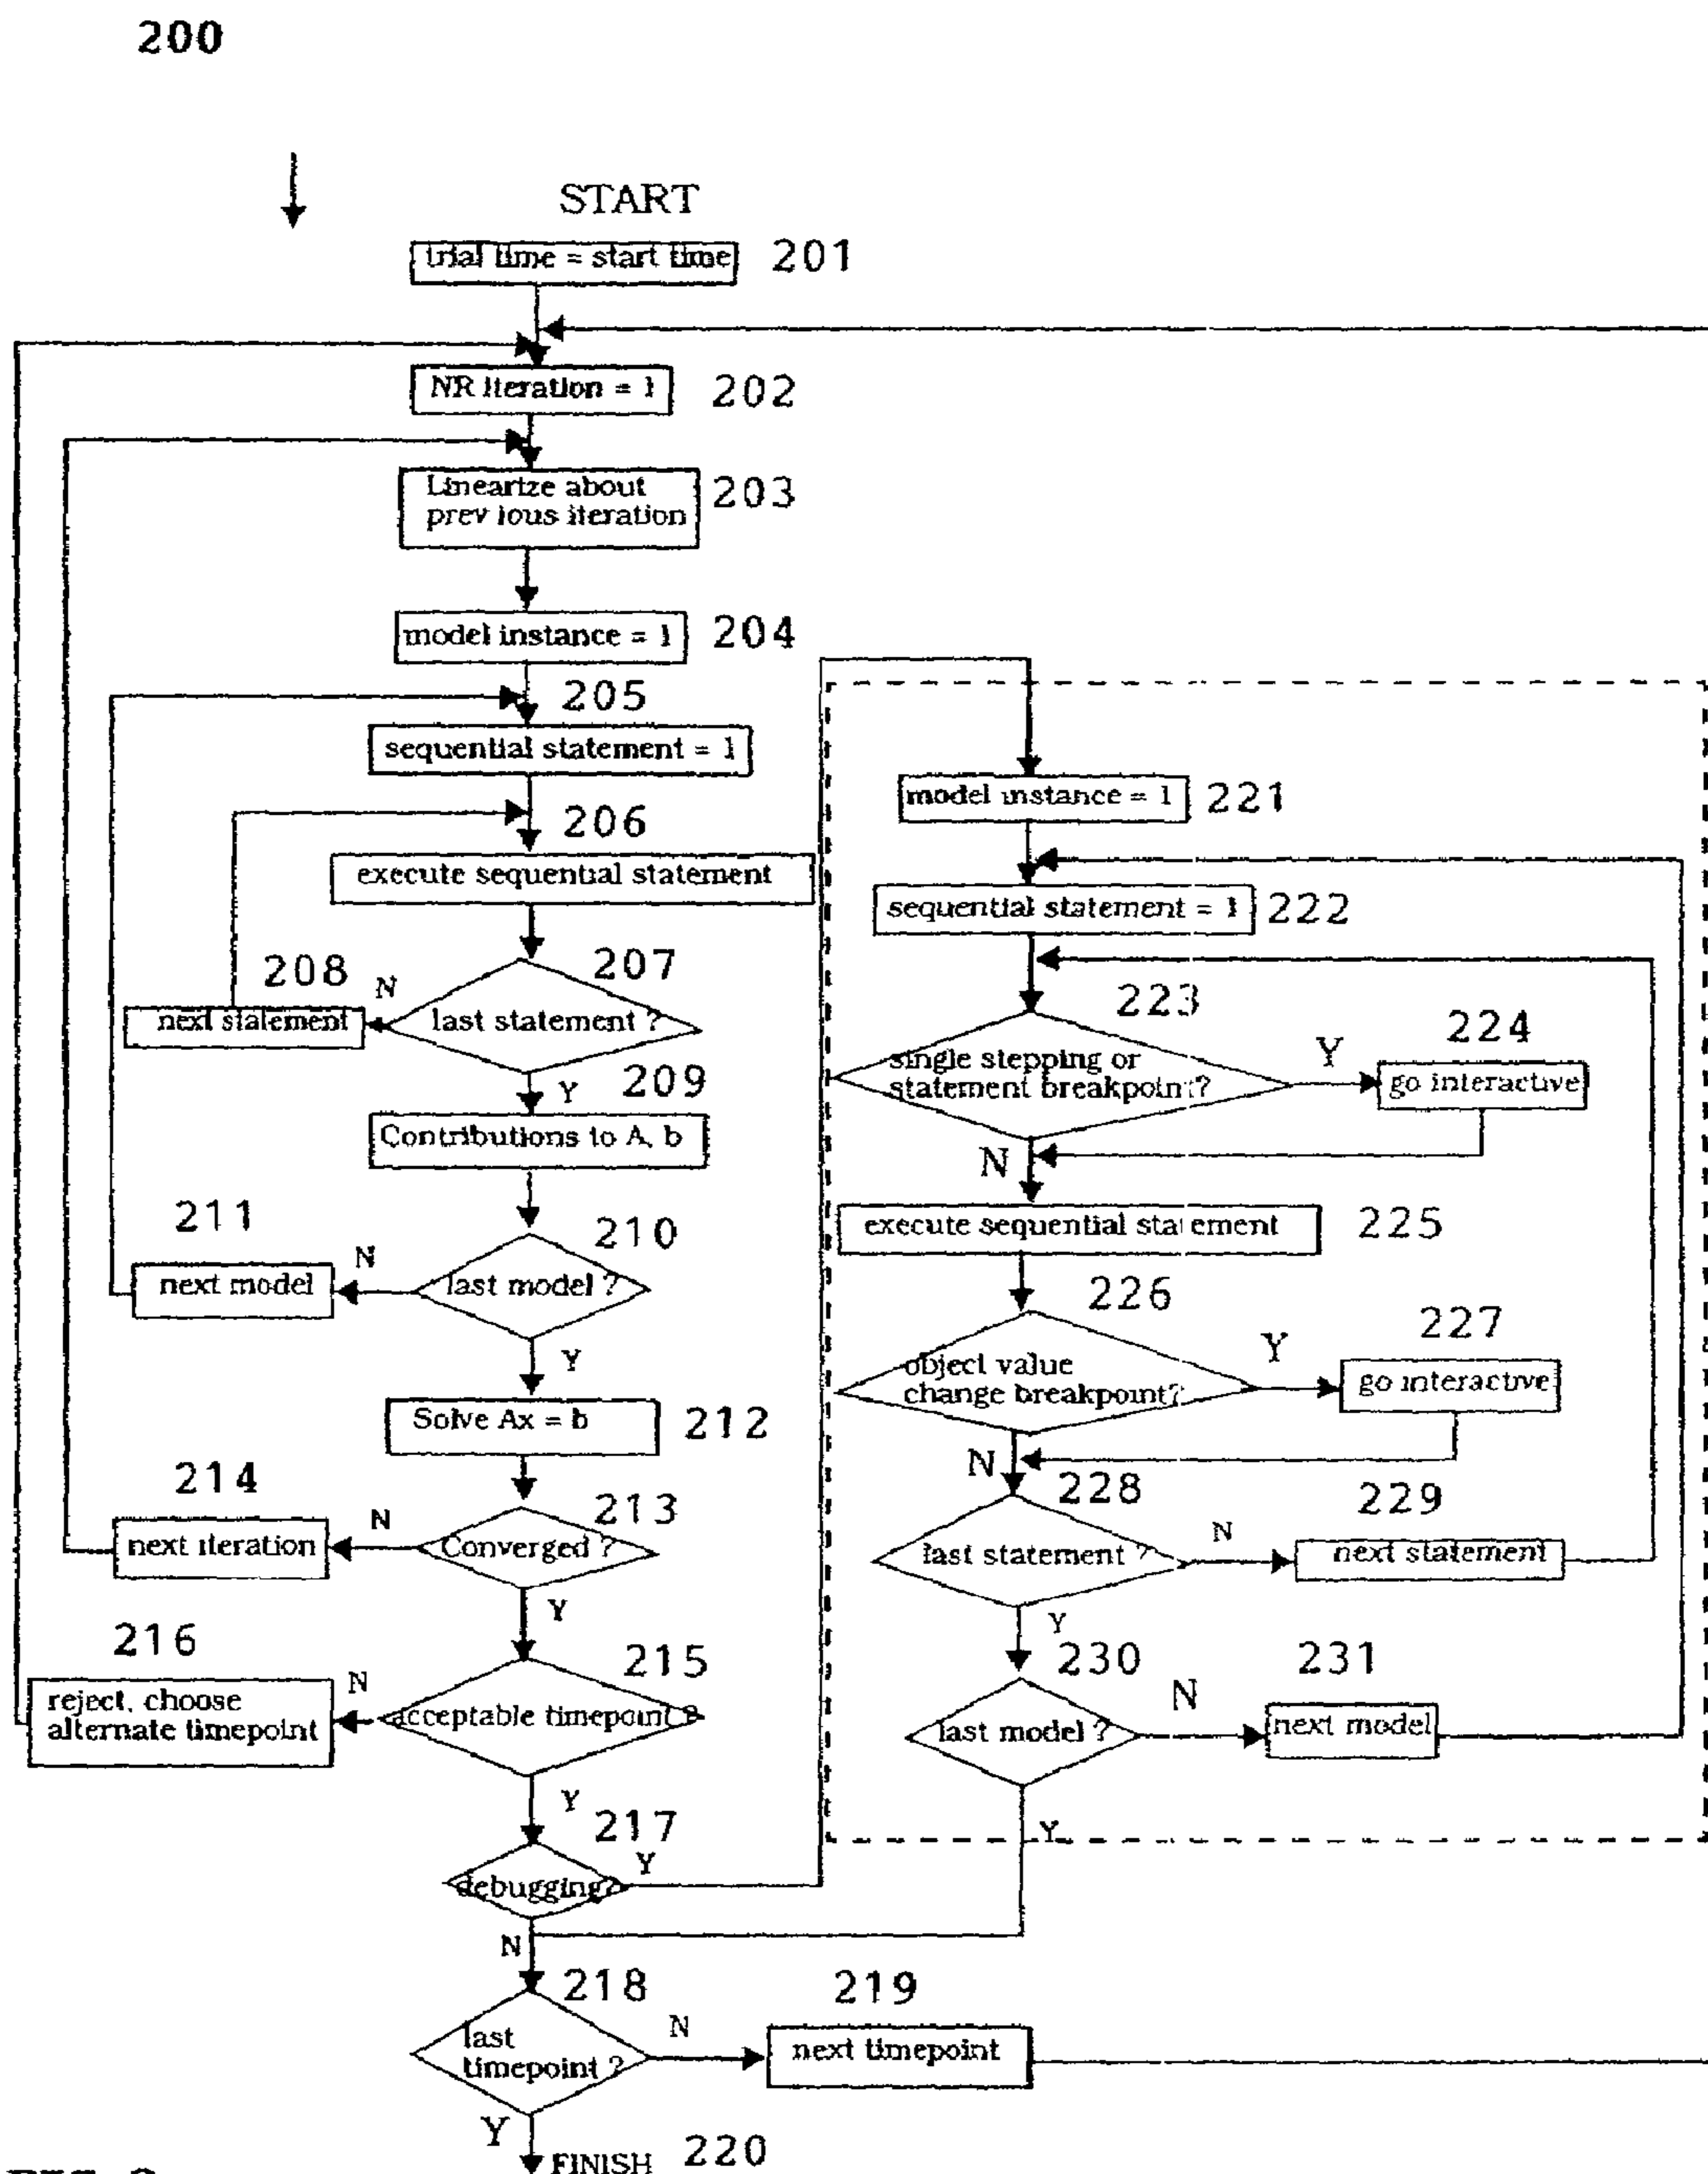 200
START
trial time = start time 201
NR iteration = 1 202
Linearize about
previous iteration 203
model instance = 1 204
205
sequential statement = 1
206
execute sequential statement
207
last statement ?
N
208
next statement
Y
209
Contributions to A, b
210
last model ?
N
211
next model
Y
Solve Ax = b 212
213
Converged ?
N
214
next iteration
Y
215
acceptable timepoint ?
N
216
reject, choose
alternate timepoint
Y
217
debugging?
Y
N
218
last
timepoint ?
N
219
next timepoint
Y
FINISH 220
model instance = 1 221
sequential statement = 1 222
223
single stepping or
statement breakpoint?
Y
224
go interactive
N
execute sequential statement 225
226
object value
change breakpoint?
Y
227
go interactive
N
228
last statement ?
N
229
next statement
Y
230
last model ?
N
231
next model
Y